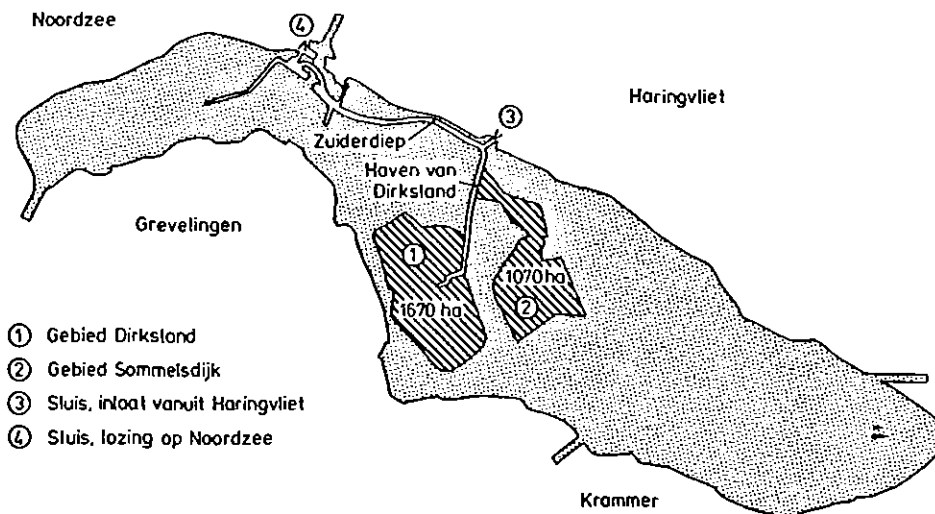 Noordzee
④
Haringvliet
③
Zuiderdiep
Haven van
Dirksland
Grevelingen
①
1070 ha
1670 ha
②
① Gebied Dirksland
② Gebied Sommelsdijk
③ Sluis, inlaat vanuit Haringvliet
④ Sluis, lozing op Noordzee
Krammer